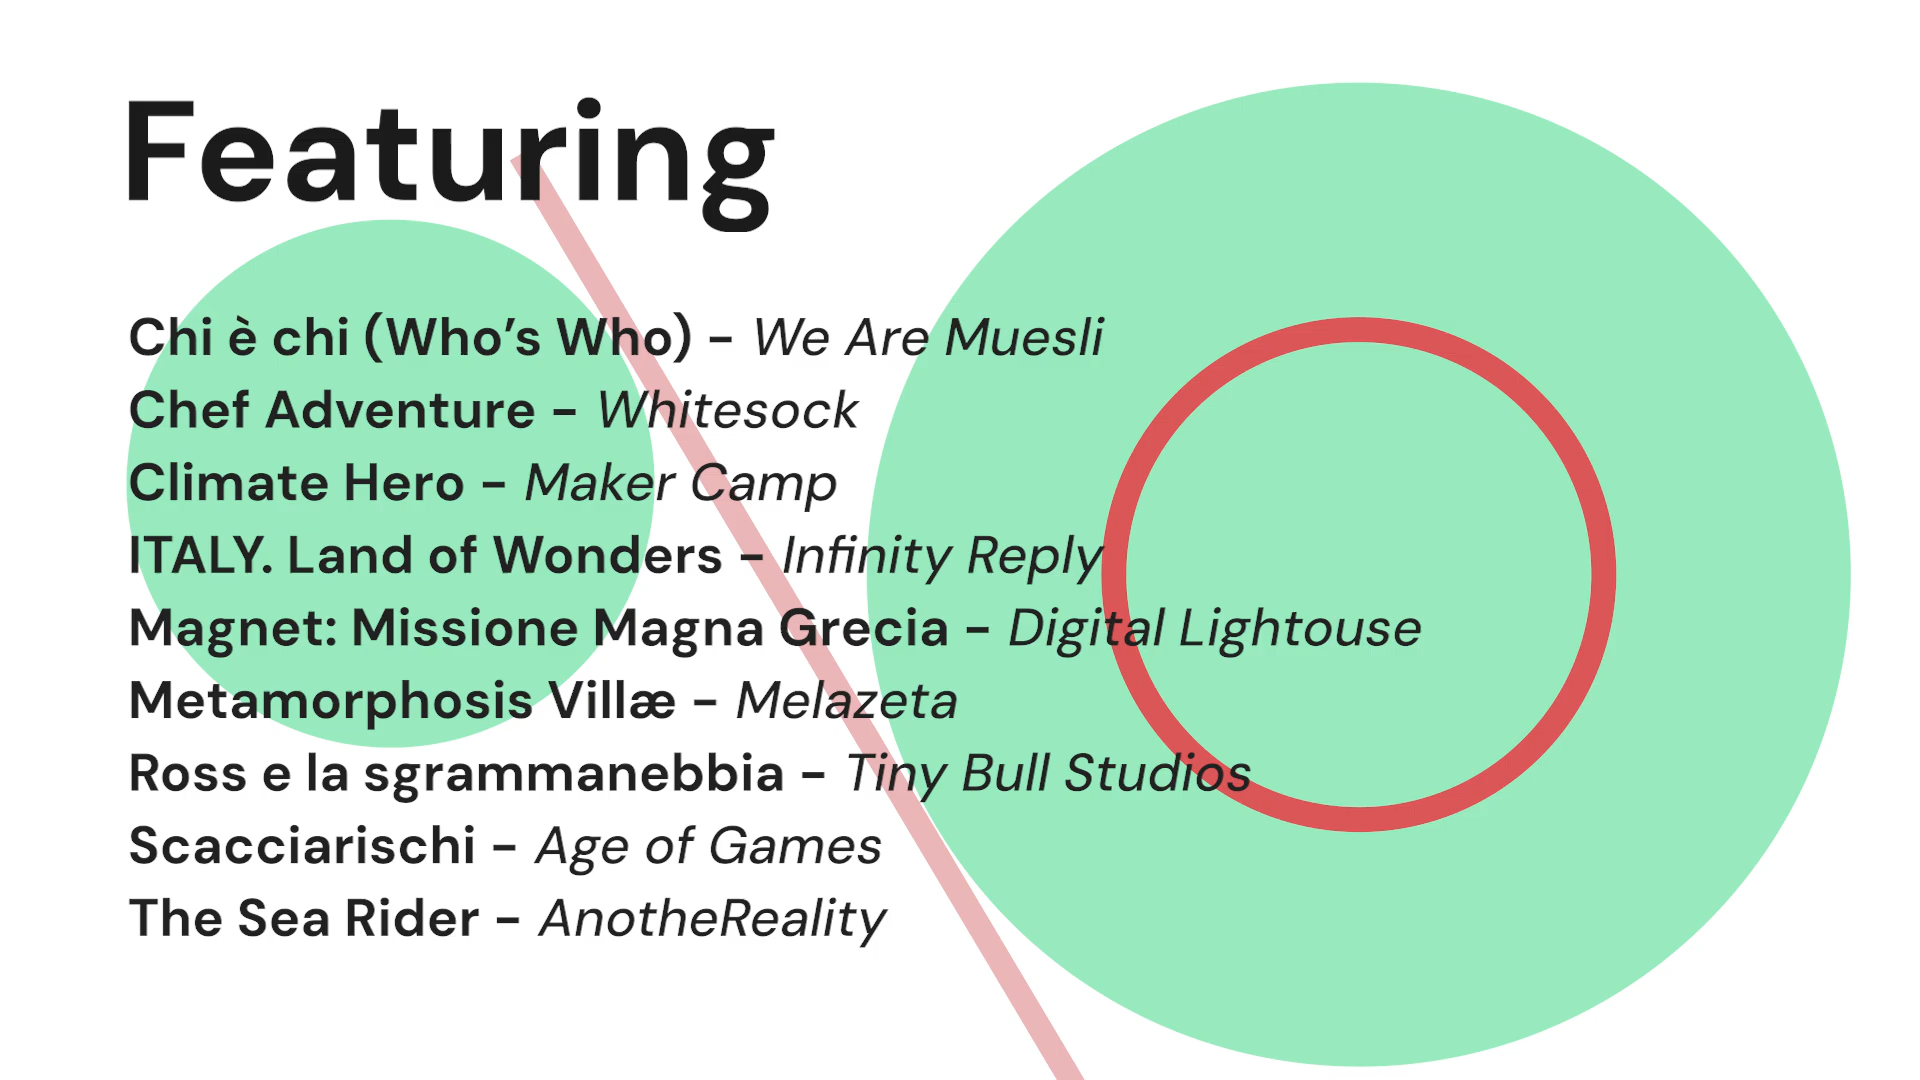 Featuring
Chi è chi (Who’s Who) - We Are Muesli
Chef Adventure - Whitesock
Climate Hero - Maker Camp
ITALY. Land of Wonders - Infinity Reply
Magnet: Missione Magna Grecia - Digital Lightouse
Metamorphosis Villæ - Melazeta
Ross e la sgrammanebbia - Tiny Bull Studios
Scacciarischi - Age of Games
The Sea Rider - AnotheReality